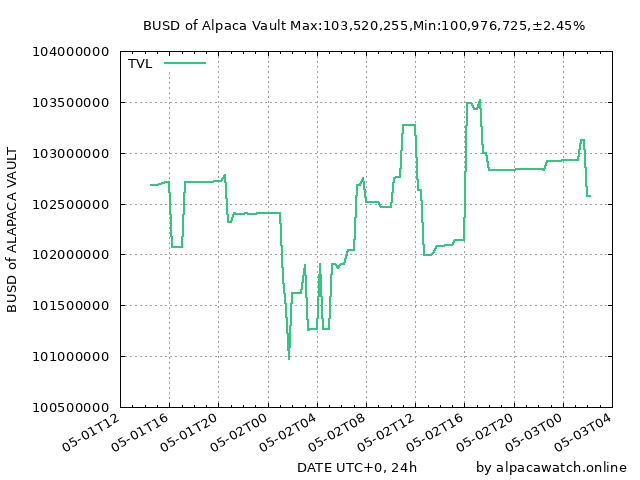 BUSD of Alpaca Vault Max:103,520,255,Min:100,976,725,±2.45%
TVL
104000000
103500000
103000000
102500000
102000000
101500000
101000000
100500000
BUSD of ALAPACA VAULT
05-01T12
05-01T16
05-01T20
05-02T00
05-02T04
05-02T08
05-02T12
05-02T16
05-02T20
05-03T00
05-03T04
DATE UTC+0, 24h
by alpacawatch.online